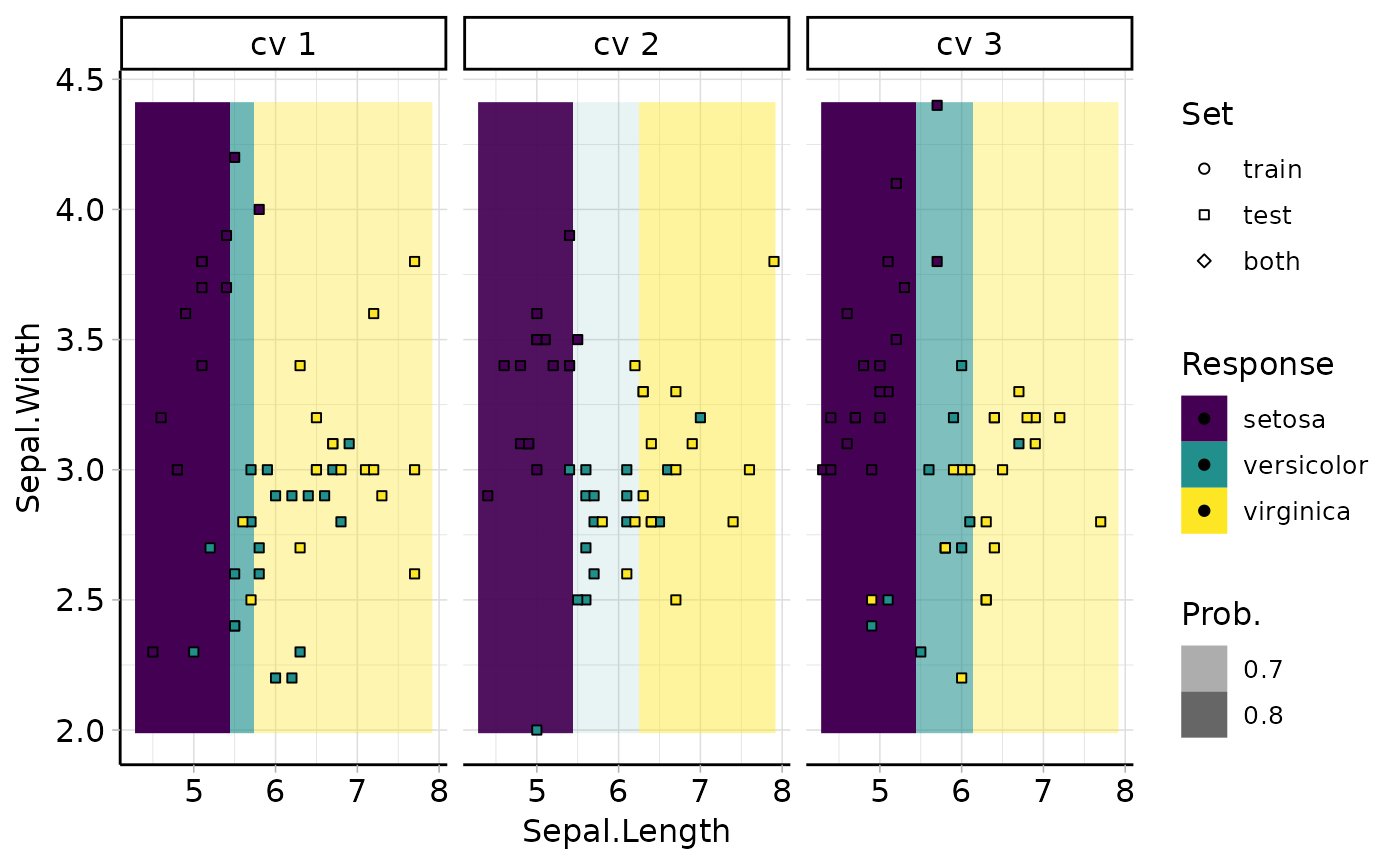 cv 1
cv 2
cv 3
4.5
4.0
3.5
3.0
2.5
2.0
Sepal.Width
5 6 7 8
5 6 7 8
5 6 7 8
Sepal.Length
Set
train
test
both
Response
setosa
versicolor
virginica
Prob.
0.7
0.8